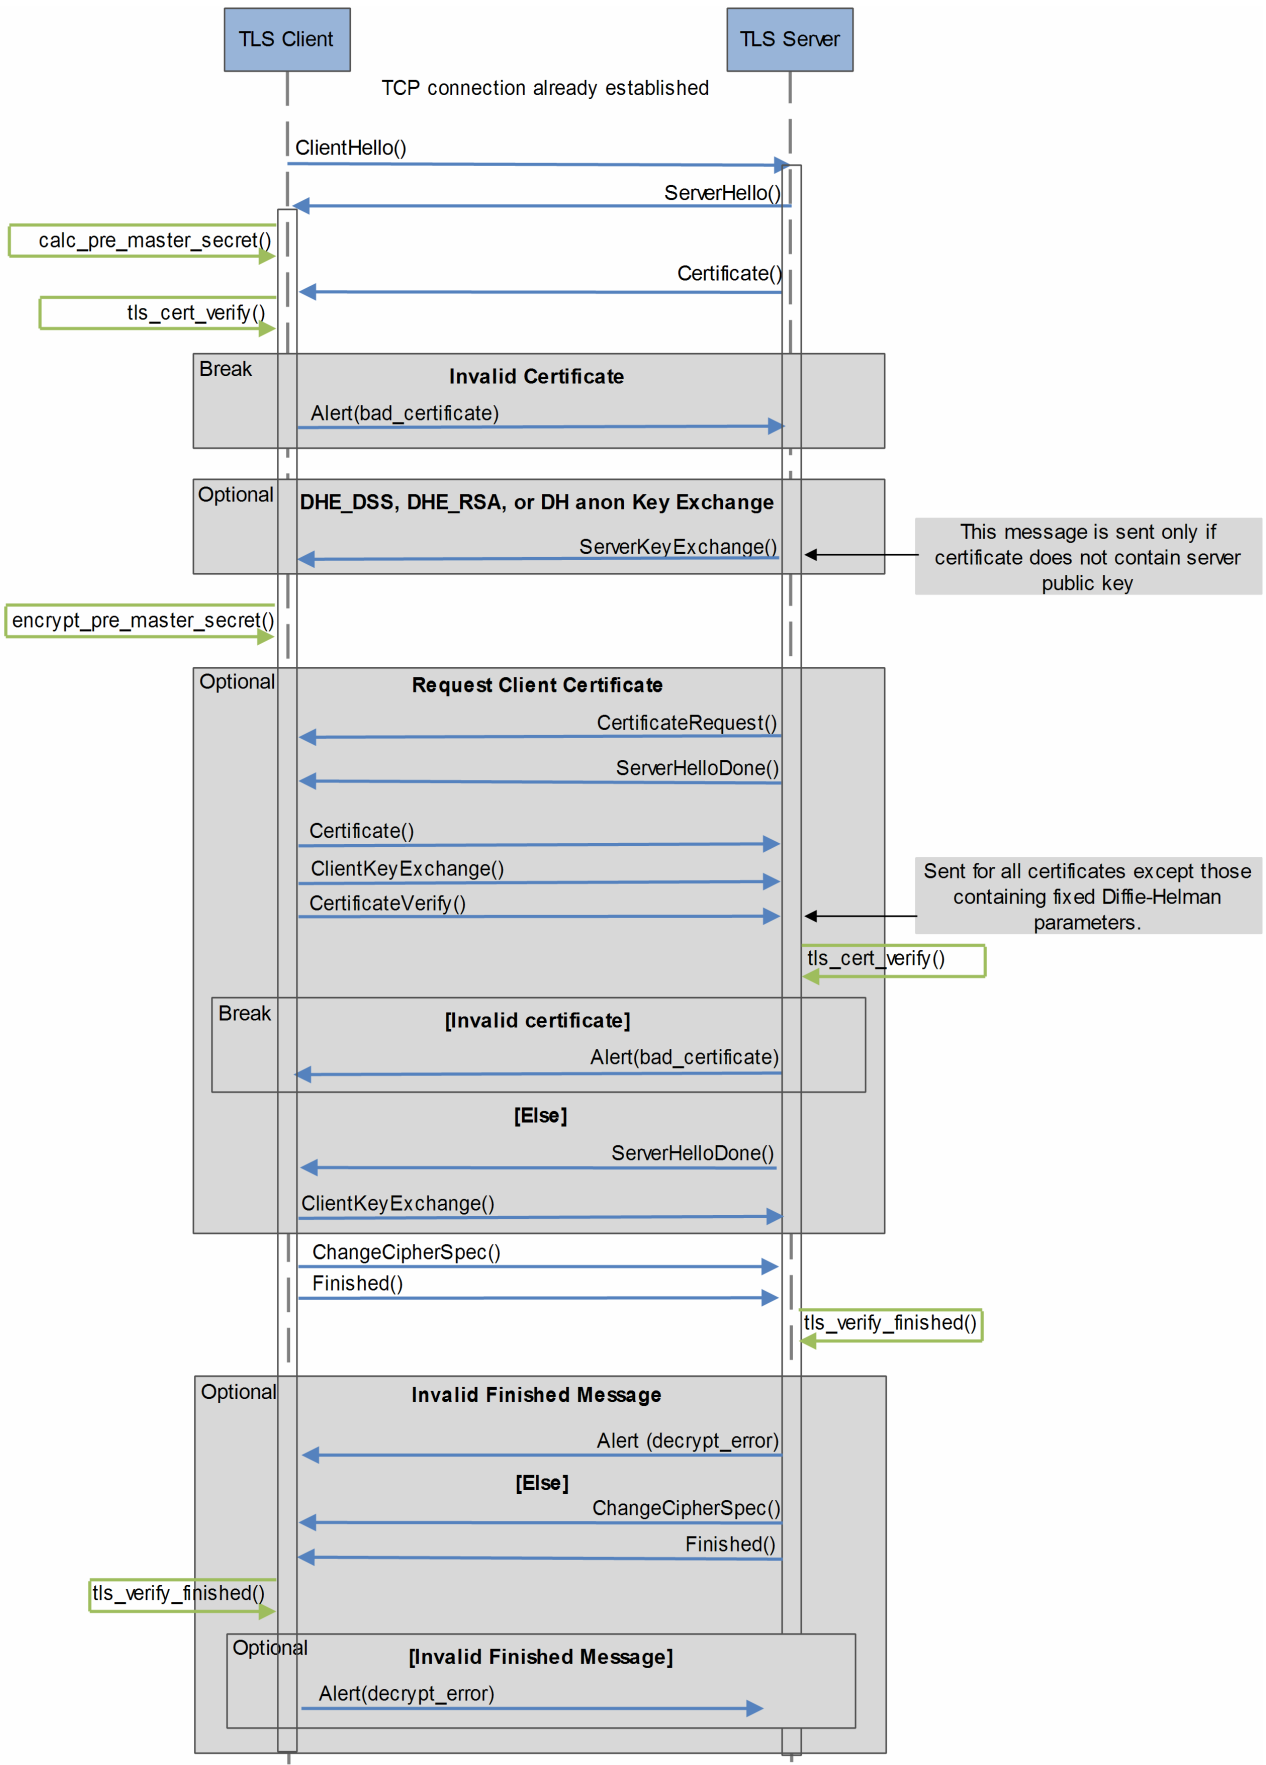 TLS Client
TLS Server
TCP connection already established
ClientHello()
ServerHello()
calc_pre_master_secret()
Certificate()
tls_cert_verify()
Break
Invalid Certificate
Alert(bad_certificate)
Optional
DHE_DSS, DHE_RSA, or DH anon Key Exchange
ServerKeyExchange()
This message is sent only if
certificate does not contain server
public key
encrypt_pre_master_secret()
Optional
Request Client Certificate
CertificateRequest()
ServerHelloDone()
Certificate()
ClientKeyExchange()
CertificateVerify()
Sent for all certificates except those
containing fixed Diffie-Helman
parameters.
tls_cert_verify()
Break
[Invalid certificate]
Alert(bad_certificate)
[Else]
ServerHelloDone()
ClientKeyExchange()
ChangeCipherSpec()
Finished()
tls_verify_finished()
Optional
Invalid Finished Message
Alert (decrypt_error)
[Else]
ChangeCipherSpec()
Finished()
tls_verify_finished()
Optional
[Invalid Finished Message]
Alert(decrypt_error)